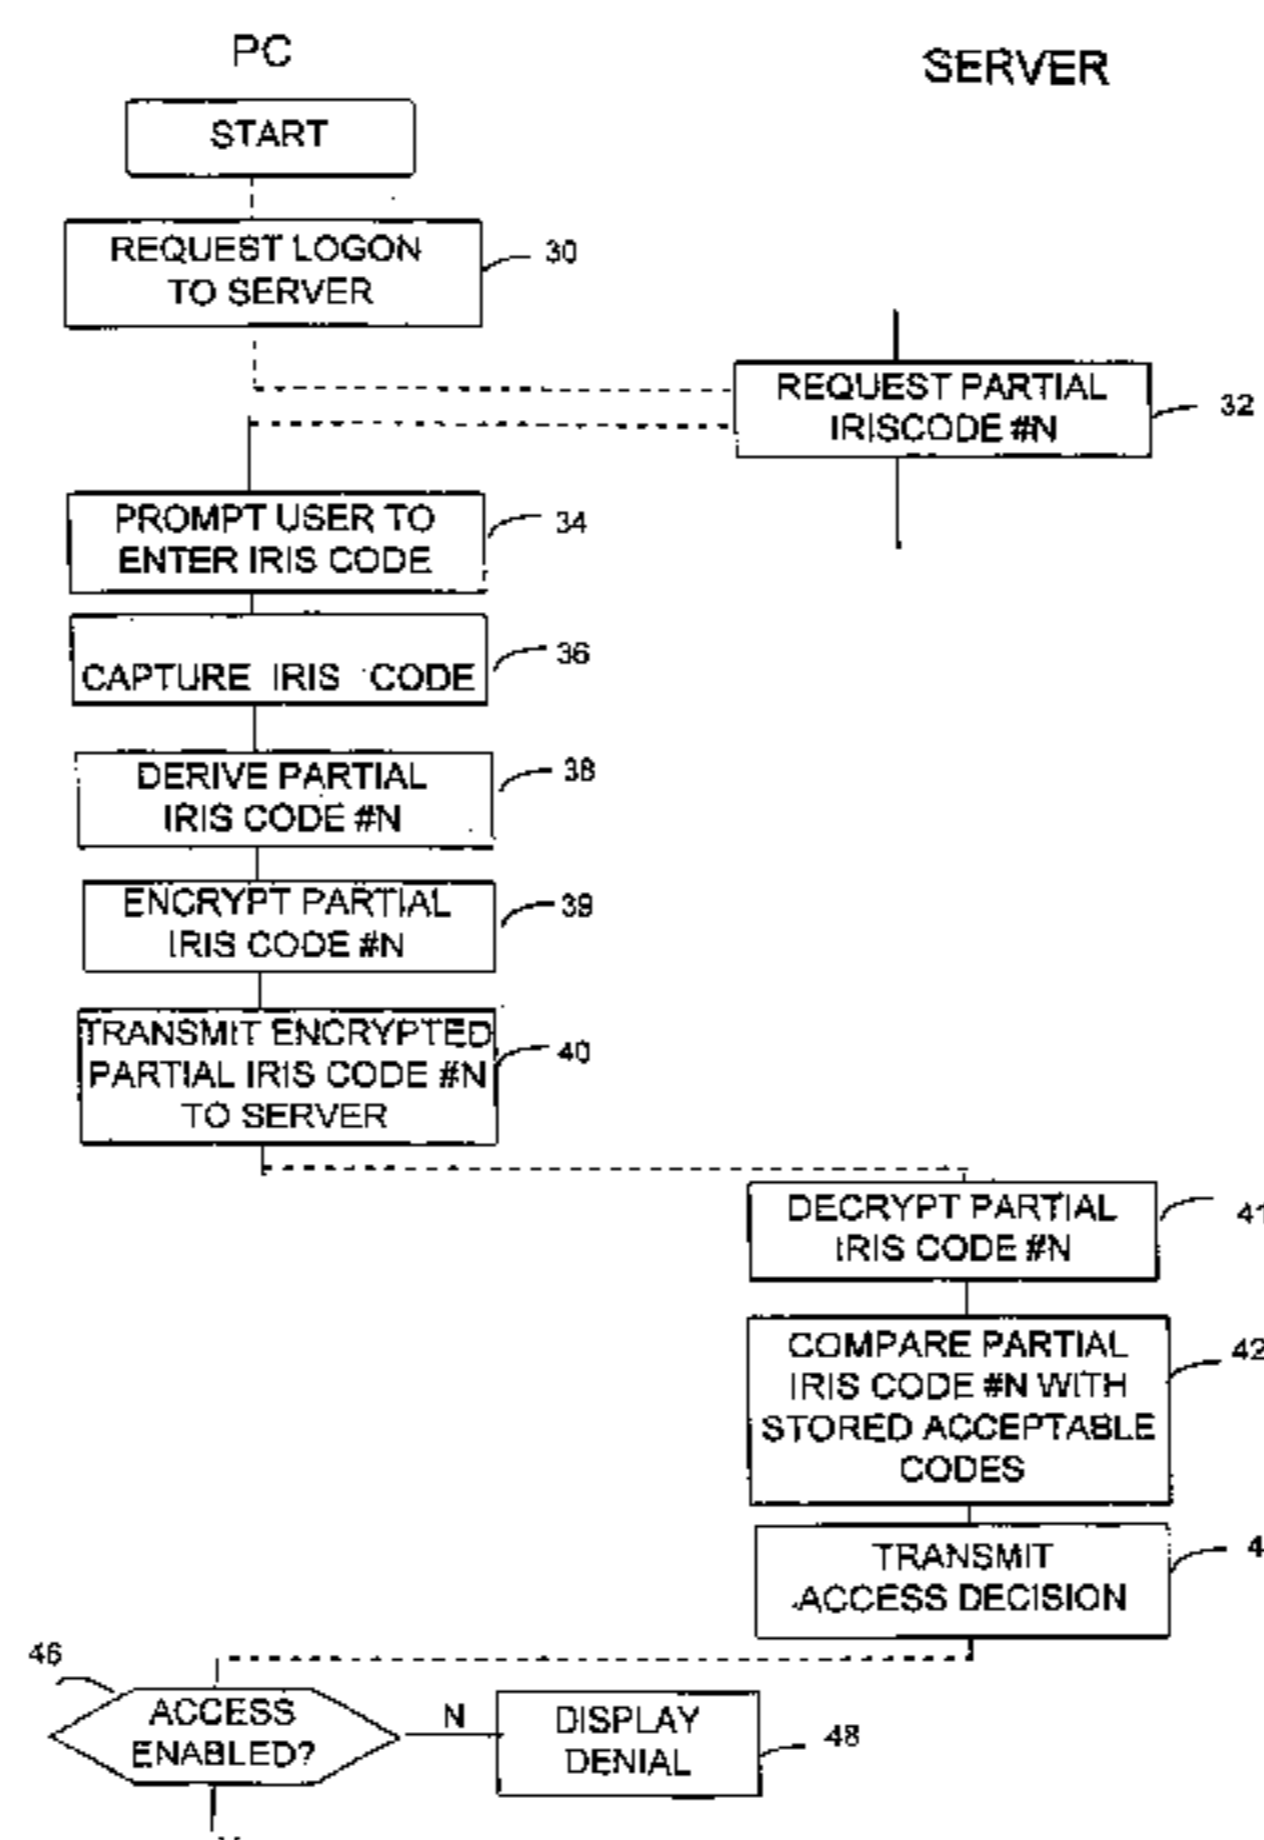 PC
SERVER
START
REQUEST LOGON
TO SERVER
30
REQUEST PARTIAL
IRISCODE #N
32
PROMPT USER TO
ENTER IRIS CODE
34
CAPTURE IRIS CODE
36
DERIVE PARTIAL
IRIS CODE #N
38
ENCRYPT PARTIAL
IRIS CODE #N
39
TRANSMIT ENCRYPTED
PARTIAL IRIS CODE #N
TO SERVER
40
DECRYPT PARTIAL
IRIS CODE #N
41
COMPARE PARTIAL
IRIS CODE #N WITH
STORED ACCEPTABLE
CODES
42
TRANSMIT
ACCESS DECISION
46
ACCESS
ENABLED?
N
DISPLAY
DENIAL
48